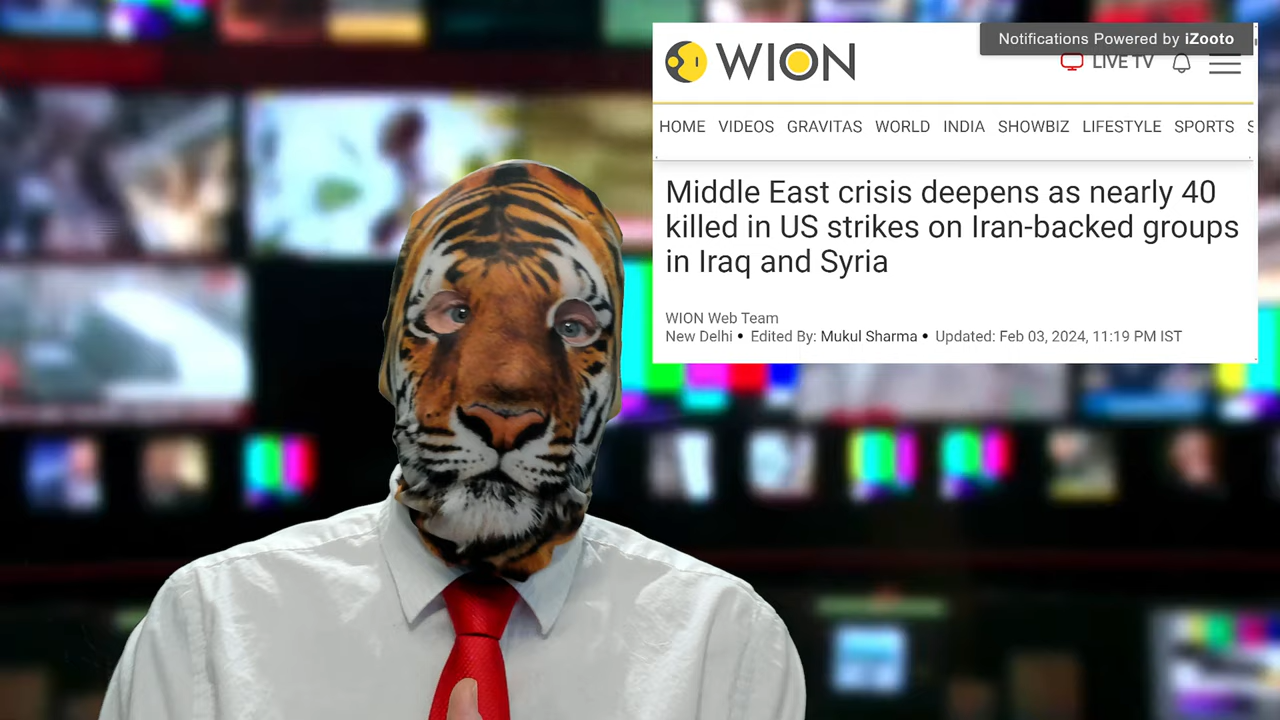 Notifications Powered by iZooto
WION
LIVE TV
HOME VIDEOS GRAVITAS WORLD INDIA SHOWBIZ LIFESTYLE SPORTS S
Middle East crisis deepens as nearly 40
killed in US strikes on Iran-backed groups
in Iraq and Syria
WION Web Team
New Delhi • Edited By: Mukul Sharma • Updated: Feb 03, 2024, 11:19 PM IST